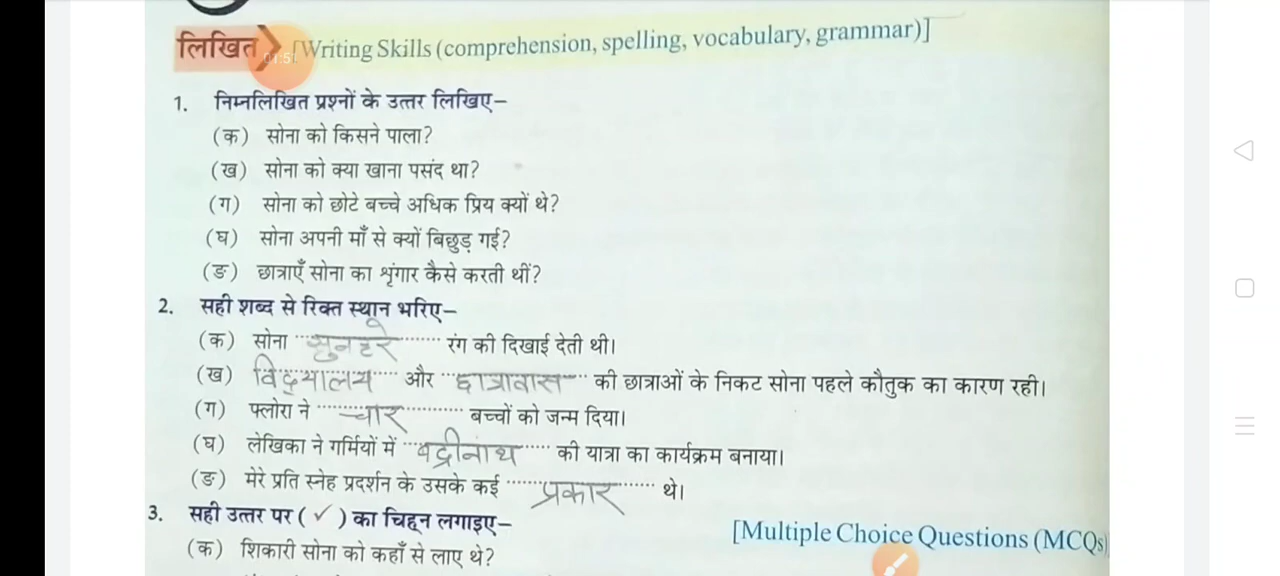 लिखित [Writing Skills (comprehension, spelling, vocabulary, grammar)]
01:5
1. निम्नलिखित प्रश्नों के उत्तर लिखिए–
(क) सोना को किसने पाला?
(ख) सोना को क्या खाना पसंद था?
(ग) सोना को छोटे बच्चे अधिक प्रिय क्यों थे?
(घ) सोना अपनी माँ से क्यों बिछुड़ गई?
(ङ) छात्राएँ सोना का शृंगार कैसे करती थीं?
2. सही शब्द से रिक्त स्थान भरिए–
(क) सोना सुनहरे रंग की दिखाई देती थी।
(ख) विद्यालय और छात्रावास की छात्राओं के निकट सोना पहले कौतुक का कारण रही।
(ग) फ्लोरा ने चार बच्चों को जन्म दिया।
(घ) लेखिका ने गर्मियों में बद्रीनाथ की यात्रा का कार्यक्रम बनाया।
(ङ) मेरे प्रति स्नेह प्रदर्शन के उसके कई प्रकार थे।
3. सही उत्तर पर (✓) का चिह्न लगाइए–
[Multiple Choice Questions (MCQs)
(क) शिकारी सोना को कहाँ से लाए थे?